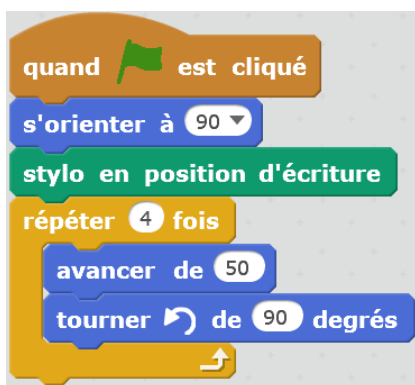 quand est cliqué
s'orienter à 90
stylo en position d'écriture
répéter 4 fois
avancer de 50
tourner de 90 degrés